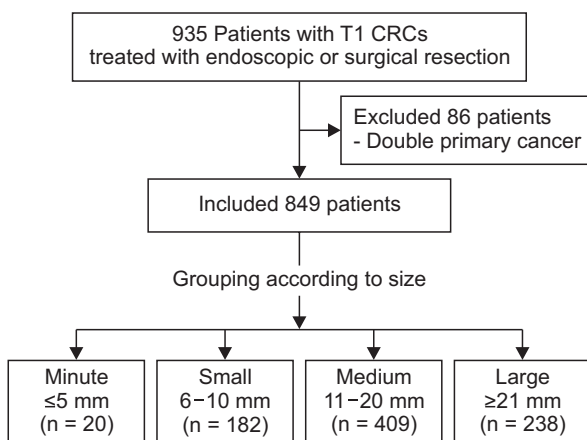 935 Patients with T1 CRCs
treated with endoscopic or surgical resection
Excluded 86 patients
- Double primary cancer
Included 849 patients
Grouping according to size
Minute
≤5 mm
(n = 20)
Small
6−10 mm
(n = 182)
Medium
11−20 mm
(n = 409)
Large
≥21 mm
(n = 238)